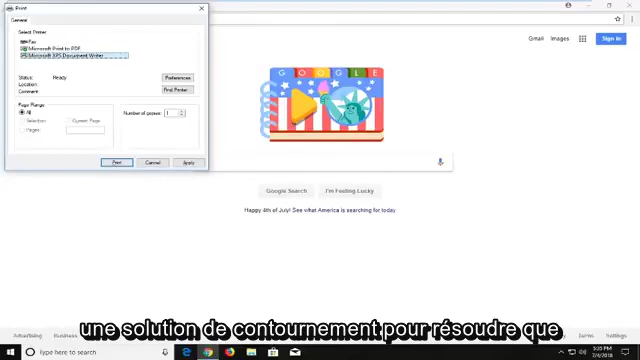 Print
General
Select Printer
Fax
Microsoft Print to PDF
Microsoft XPS Document Writer
Status: Ready
Location:
Comment:
Preferences
Find Printer
Page Range
All
Selection
Current Page
Pages:
Number of copies: 1
Print
Cancel
Apply
Gmail
Images
Sign in
GOOGLE
Google Search
I'm Feeling Lucky
Happy 4th of July! See what America is searching for today
une solution de contournement pour résoudre que
Advertising
Business
Privacy
Terms
Settings
Type here to search
5:35 PM
7/4/2018